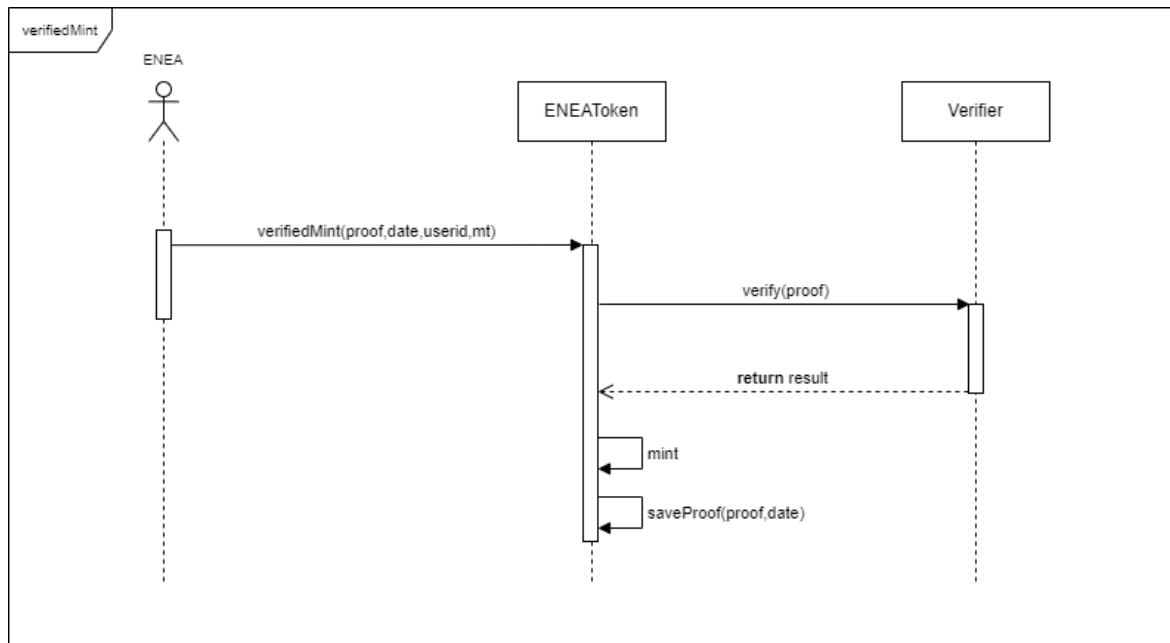 verifiedMint
ENEA
ENEAToken
Verifier
verifiedMint(proof,date,userid,mt)
verify(proof)
return result
mint
saveProof(proof,date)